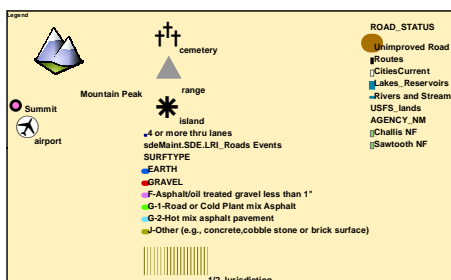 Legend
cemetery
Mountain Peak
range
Summit
island
airport
4 or more thru lanes
sdeMaint.SDE.LRI_Roads Events
SURFTYPE
EARTH
GRAVEL
F-Asphalt/oil treated gravel less than 1"
G-1-Road or Cold Plant mix Asphalt
G-2-Hot mix asphalt pavement
J-Other (e.g., concrete,cobble stone or brick surface)
1/2 Jurisdiction
ROAD_STATUS
Unimproved Road
Routes
CitiesCurrent
Lakes_Reservoirs
Rivers and Stream
USFS_lands
AGENCY_NM
Challis NF
Sawtooth NF